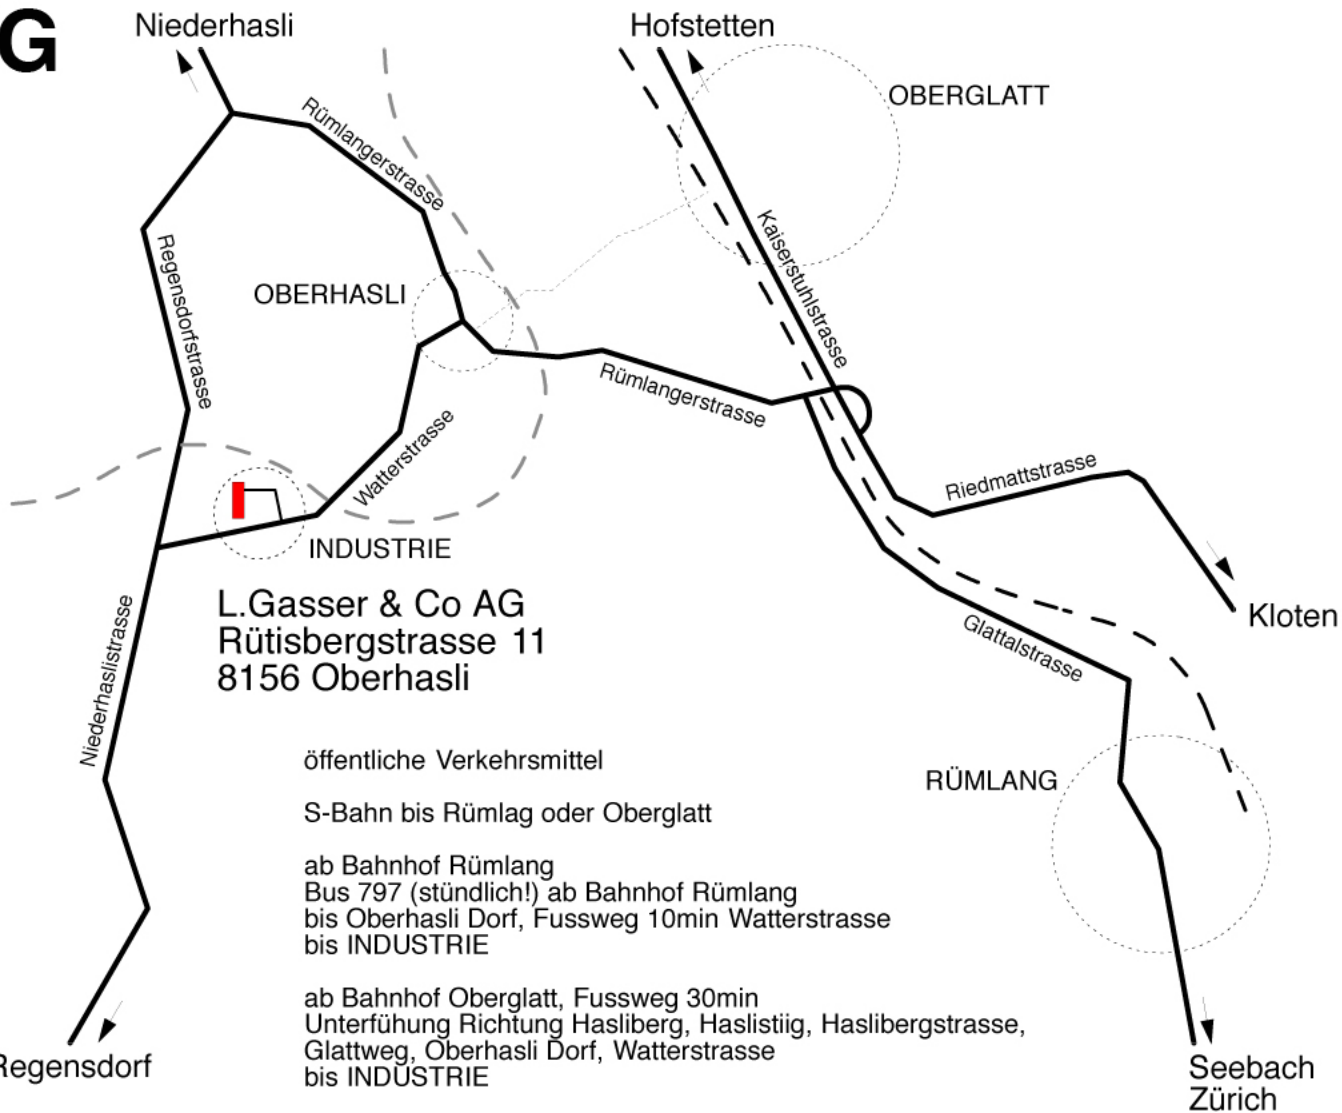 G
Niederhasli
Hofstetten
OBERGLATT
Rümlangerstrasse
Kaiserstuhlstrasse
Regensdorfstrasse
OBERHASLI
Rümlangerstrasse
Watterstrasse
Riedmattstrasse
INDUSTRIE
L.Gasser & Co AG
Rütisbergstrasse 11
8156 Oberhasli
Kloten
Glattalstrasse
Niederhaslistrasse
RÜMLANG
öffentliche Verkehrsmittel
S-Bahn bis Rümlag oder Oberglatt
ab Bahnhof Rümlang
Bus 797 (stündlich!) ab Bahnhof Rümlang
bis Oberhasli Dorf, Fussweg 10min Watterstrasse
bis INDUSTRIE
ab Bahnhof Oberglatt, Fussweg 30min
Unterfühung Richtung Hasliberg, Haslistiig, Haslibergstrasse,
Glattweg, Oberhasli Dorf, Watterstrasse
bis INDUSTRIE
Regensdorf
Seebach
Zürich